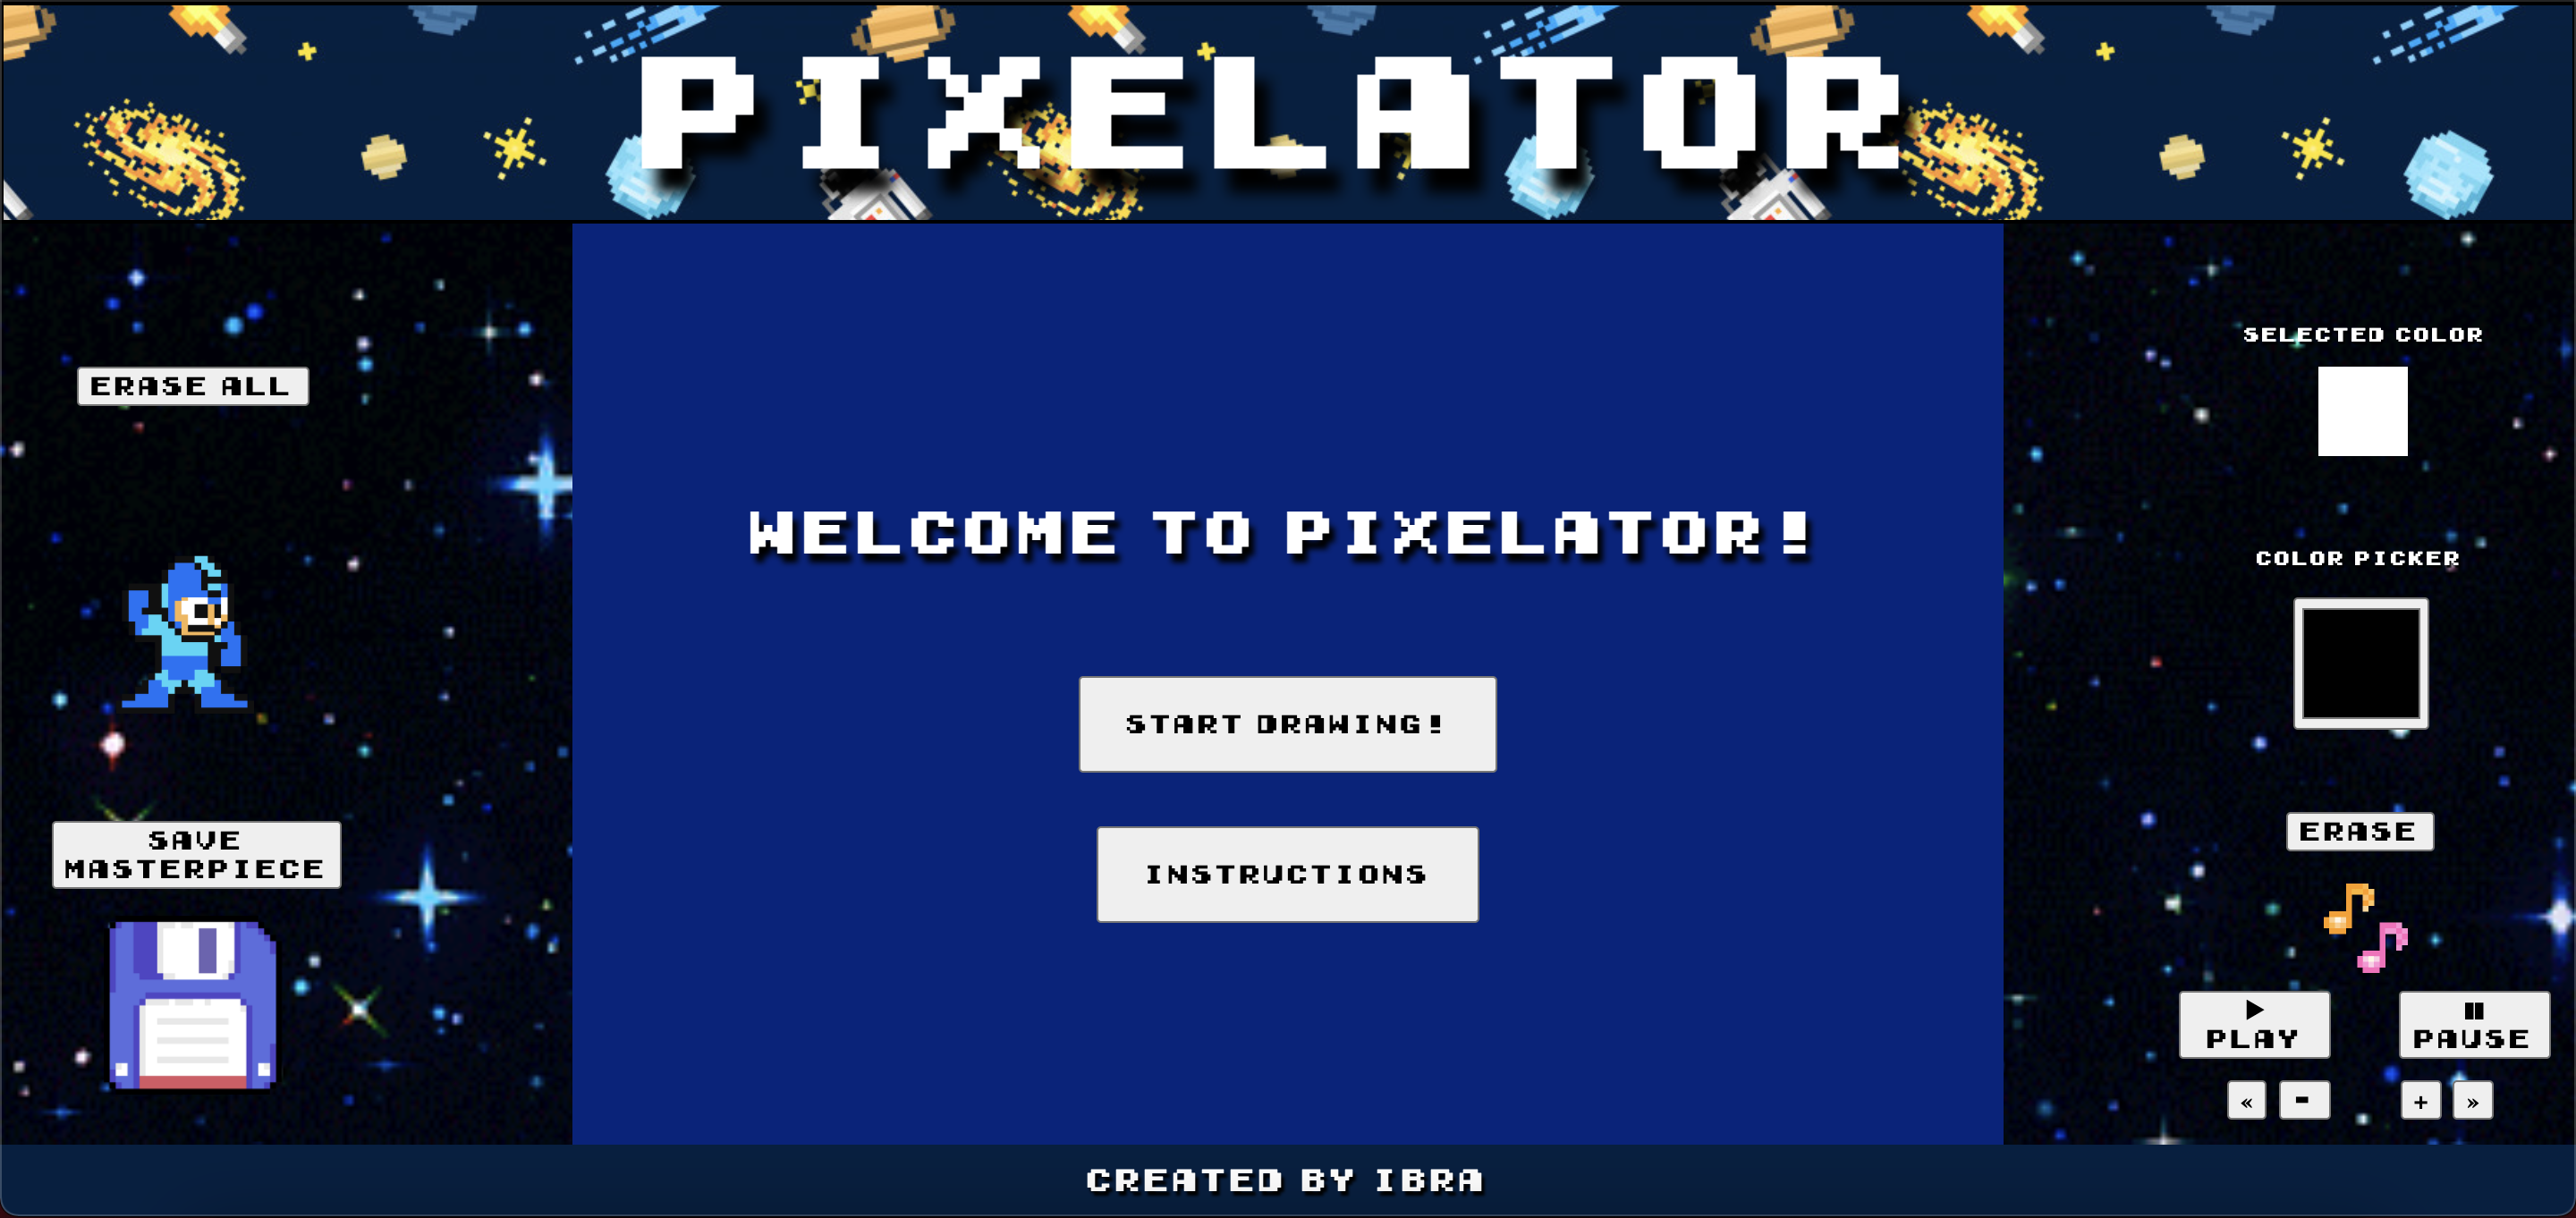 PIXELATOR
ERASE ALL
SAVE
MASTERPIECE
WELCOME TO PIXELATOR!
START DRAWING!
INSTRUCTIONS
SELECTED COLOR
COLOR PICKER
ERASE
PLAY
PAUSE
« - + »
CREATED BY IBRA